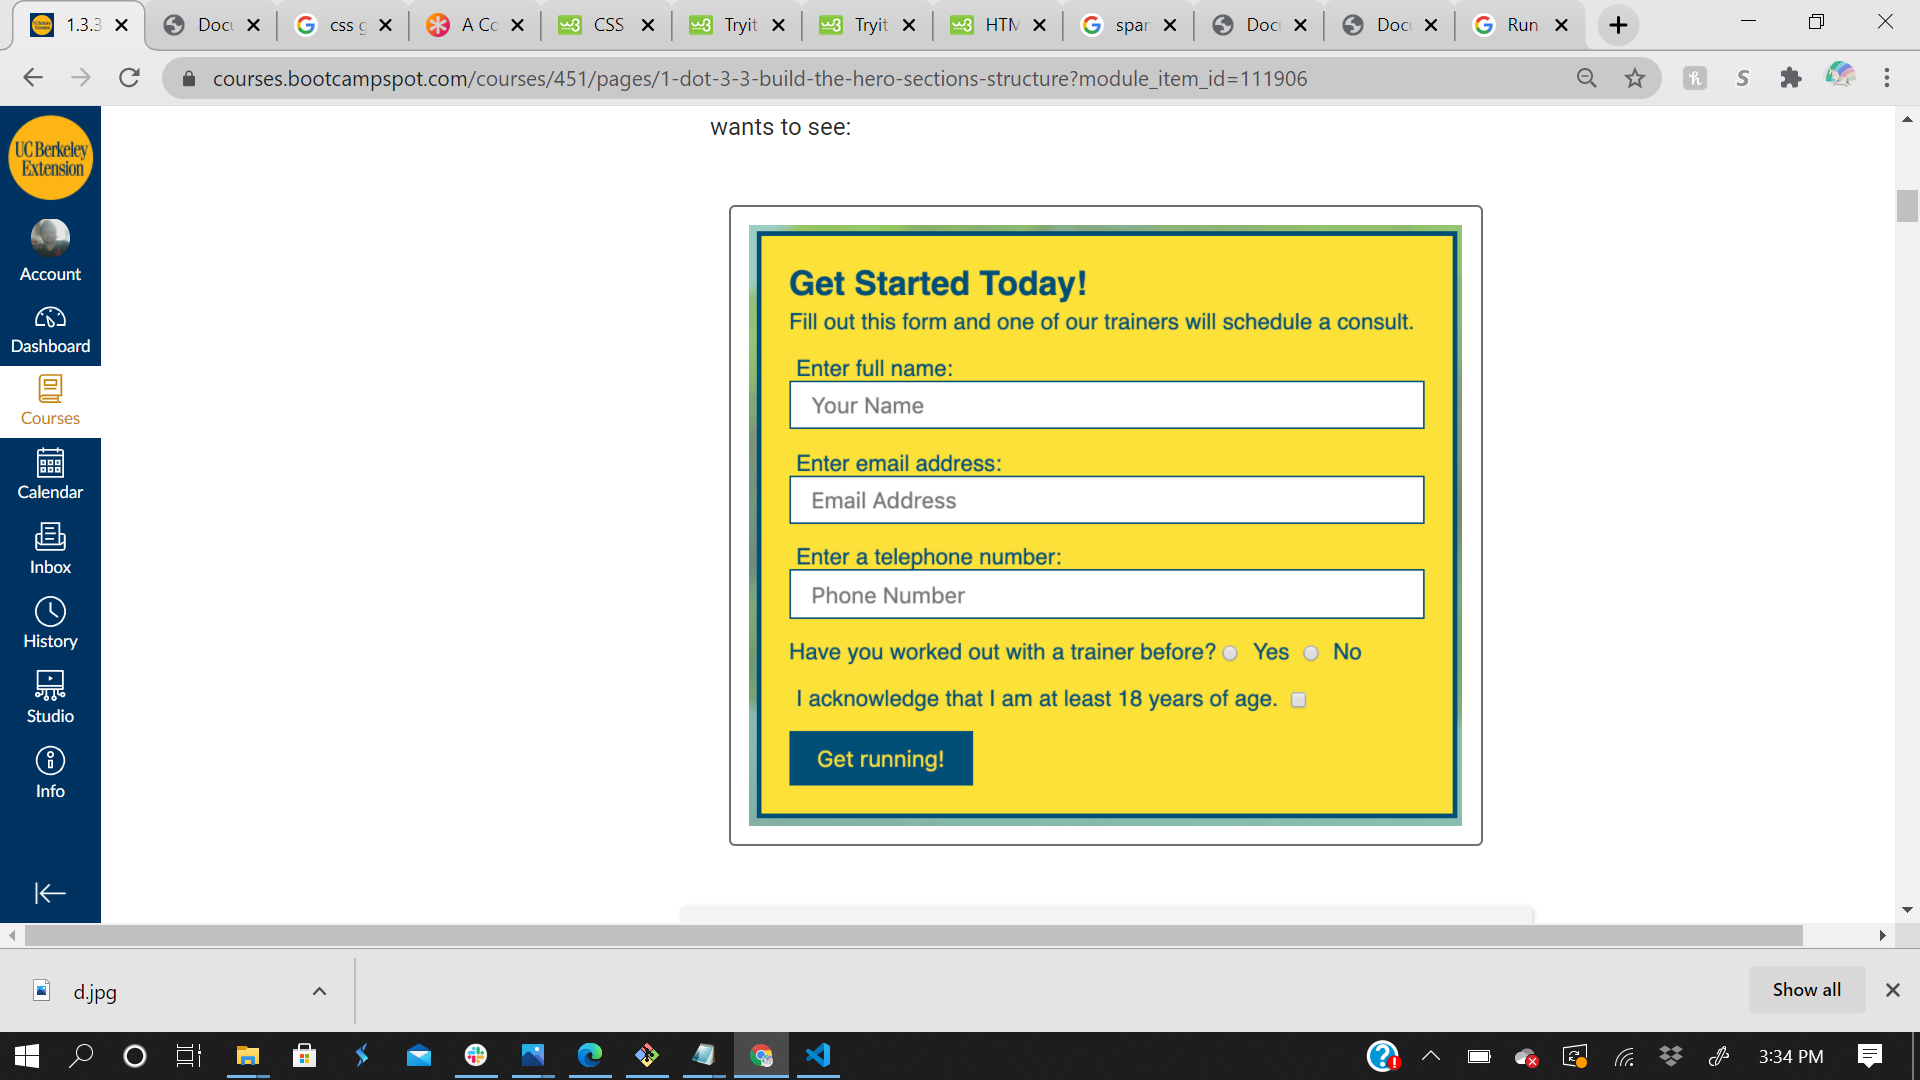 1.3.3
Docu
css g
A Co
CSS
Tryit
Tryit
HTM
span
Docu
Docu
Run
courses.bootcampspot.com/courses/451/pages/1-dot-3-3-build-the-hero-sections-structure?module_item_id=111906
UC Berkeley
Extension
Account
Dashboard
Courses
Calendar
Inbox
History
Studio
Info
wants to see:
Get Started Today!
Fill out this form and one of our trainers will schedule a consult.
Enter full name:
Your Name
Enter email address:
Email Address
Enter a telephone number:
Phone Number
Have you worked out with a trainer before? Yes No
I acknowledge that I am at least 18 years of age.
Get running!
d.jpg
Show all
3:34 PM